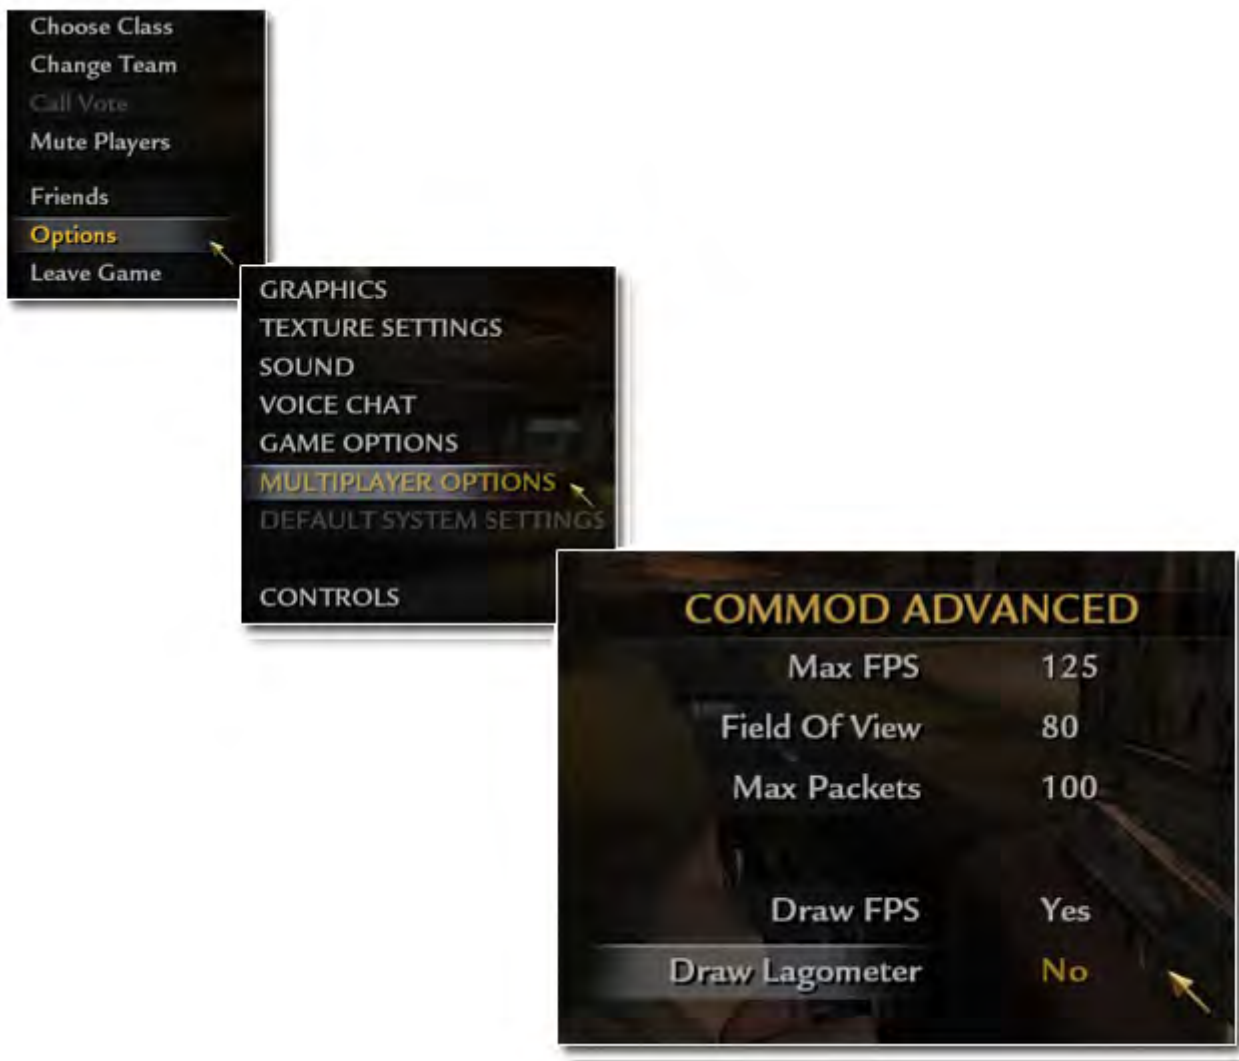 Choose Class
Change Team
Call Vote
Mute Players
Friends
Options
Leave Game
GRAPHICS
TEXTURE SETTINGS
SOUND
VOICE CHAT
GAME OPTIONS
MULTIPLAYER OPTIONS
DEFAULT SYSTEM SETTINGS
CONTROLS
COMMOD ADVANCED
Max FPS 125
Field Of View 80
Max Packets 100
Draw FPS Yes
Draw Lagometer No